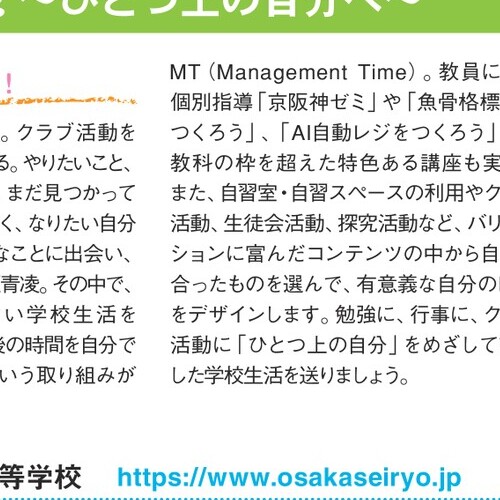 ～ひとつ上の自分へ～
！
。クラブ活動を
る。やりたいこと、
まだ見つかって
く、なりたい自分
なことに出会い、
青凌。その中で、
い学校生活を
後の時間を自分で
いう取り組みが
MT（Management Time）。教員に
個別指導「京阪神ゼミ」や「魚骨格標
つくろう」、「AI自動レジをつくろう」
教科の枠を超えた特色ある講座も実
また、自習室・自習スペースの利用やク
活動、生徒会活動、探究活動など、バリ
ションに富んだコンテンツの中から自
合ったものを選んで、有意義な自分の
をデザインします。勉強に、行事に、ク
活動に「ひとつ上の自分」をめざして
した学校生活を送りましょう。
等学校 https://www.osakaseiryo.jp